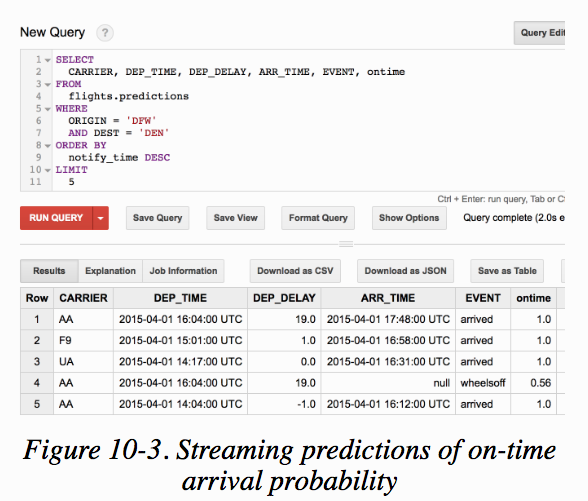 New Query ?
Query Edit
1 SELECT
2 CARRIER, DEP_TIME, DEP_DELAY, ARR_TIME, EVENT, ontime
3 FROM
4 flights.predictions
5 WHERE
6 ORIGIN = 'DFW'
7 AND DEST = 'DEN'
8 ORDER BY
9 notify_time DESC
10 LIMIT
11 5
Ctrl + Enter: run query, Tab or C
RUN QUERY Save Query Save View Format Query Show Options Query complete (2.0s e
Results Explanation Job Information Download as CSV Download as JSON Save as Table
Row CARRIER DEP_TIME DEP_DELAY ARR_TIME EVENT ontime
1 AA 2015-04-01 16:04:00 UTC 19.0 2015-04-01 17:48:00 UTC arrived 1.0
2 F9 2015-04-01 15:01:00 UTC 1.0 2015-04-01 16:58:00 UTC arrived 1.0
3 UA 2015-04-01 14:17:00 UTC 0.0 2015-04-01 16:31:00 UTC arrived 1.0
4 AA 2015-04-01 16:04:00 UTC 19.0 null wheelsoff 0.56
5 AA 2015-04-01 14:04:00 UTC -1.0 2015-04-01 16:12:00 UTC arrived 1.0
Figure 10-3. Streaming predictions of on-time
arrival probability